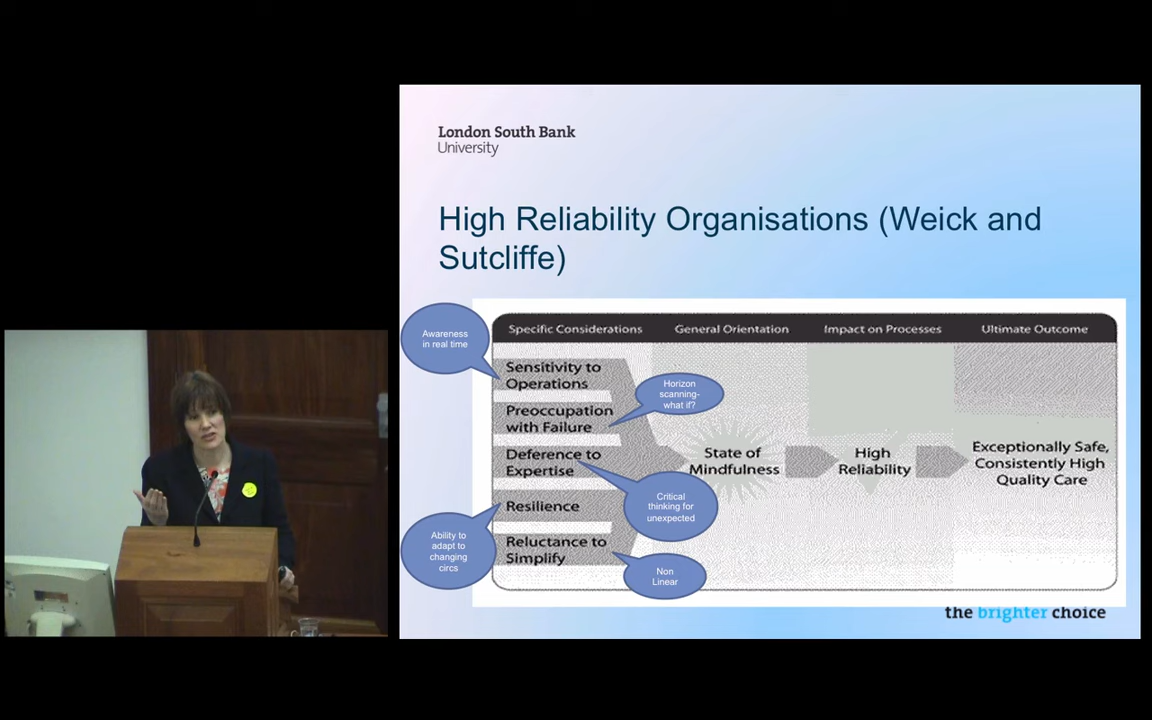 London South Bank
University
High Reliability Organisations (Weick and
Sutcliffe)
Specific Considerations
General Orientation
Impact on Processes
Ultimate Outcome
Awareness
in real time
Sensitivity to
Operations
Horizon
scanning-
what if?
Preoccupation
with Failure
Deference to
Expertise
State of
Mindfulness
High
Reliability
Exceptionally Safe,
Consistently High
Quality Care
Critical
thinking for
unexpected
Resilience
Ability to
adapt to
changing
circs
Reluctance to
Simplify
Non
Linear
the brighter choice